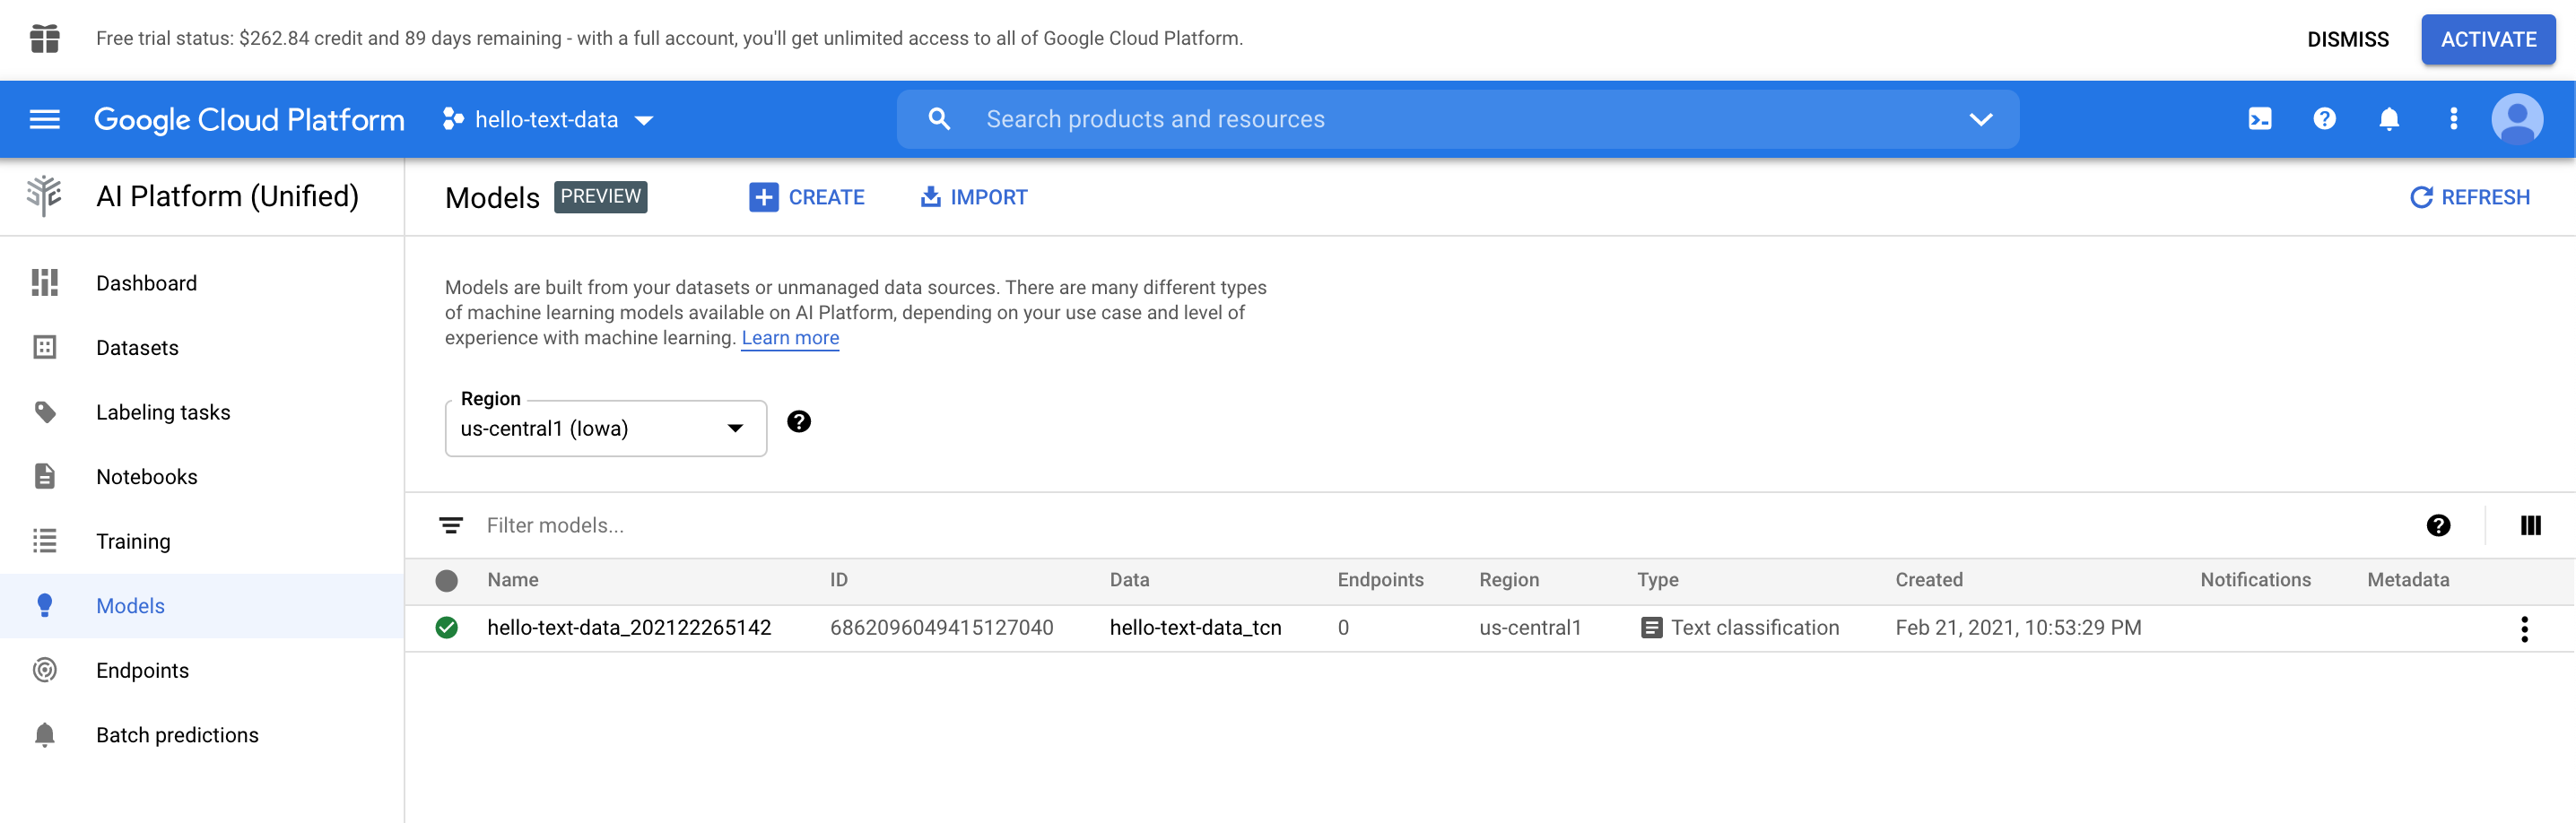 Free trial status: $262.84 credit and 89 days remaining - with a full account, you'll get unlimited access to all of Google Cloud Platform.
DISMISS
ACTIVATE
Google Cloud Platform
hello-text-data
Search products and resources
AI Platform (Unified)
Models
PREVIEW
CREATE
IMPORT
REFRESH
Dashboard
Datasets
Labeling tasks
Notebooks
Training
Models
Endpoints
Batch predictions
Models are built from your datasets or unmanaged data sources. There are many different types
of machine learning models available on AI Platform, depending on your use case and level of
experience with machine learning. Learn more
Region
us-central1 (Iowa)
Filter models...
Name ID Data Endpoints Region Type Created Notifications Metadata
hello-text-data_202122265142 6862096049415127040 hello-text-data_tcn 0 us-central1 Text classification Feb 21, 2021, 10:53:29 PM